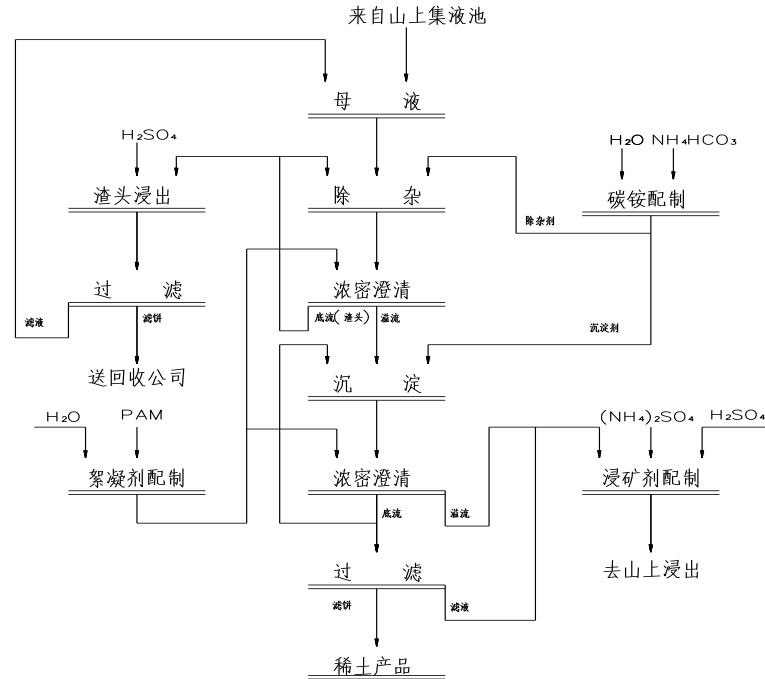 来自山上集液池
母 液
H₂SO₄
H₂O NH₄HCO₃
渣头浸出
除 杂
碳铵配制
除杂剂
过 滤
浓密澄清
滤液
滤饼
底流(渣头)
溢流
沉淀剂
送回收公司
沉 淀
H₂O
PAM
(NH₄)₂SO₄
H₂SO₄
絮凝剂配制
浓密澄清
浸矿剂配制
底流
溢流
过 滤
去山上浸出
滤饼
滤液
稀土产品